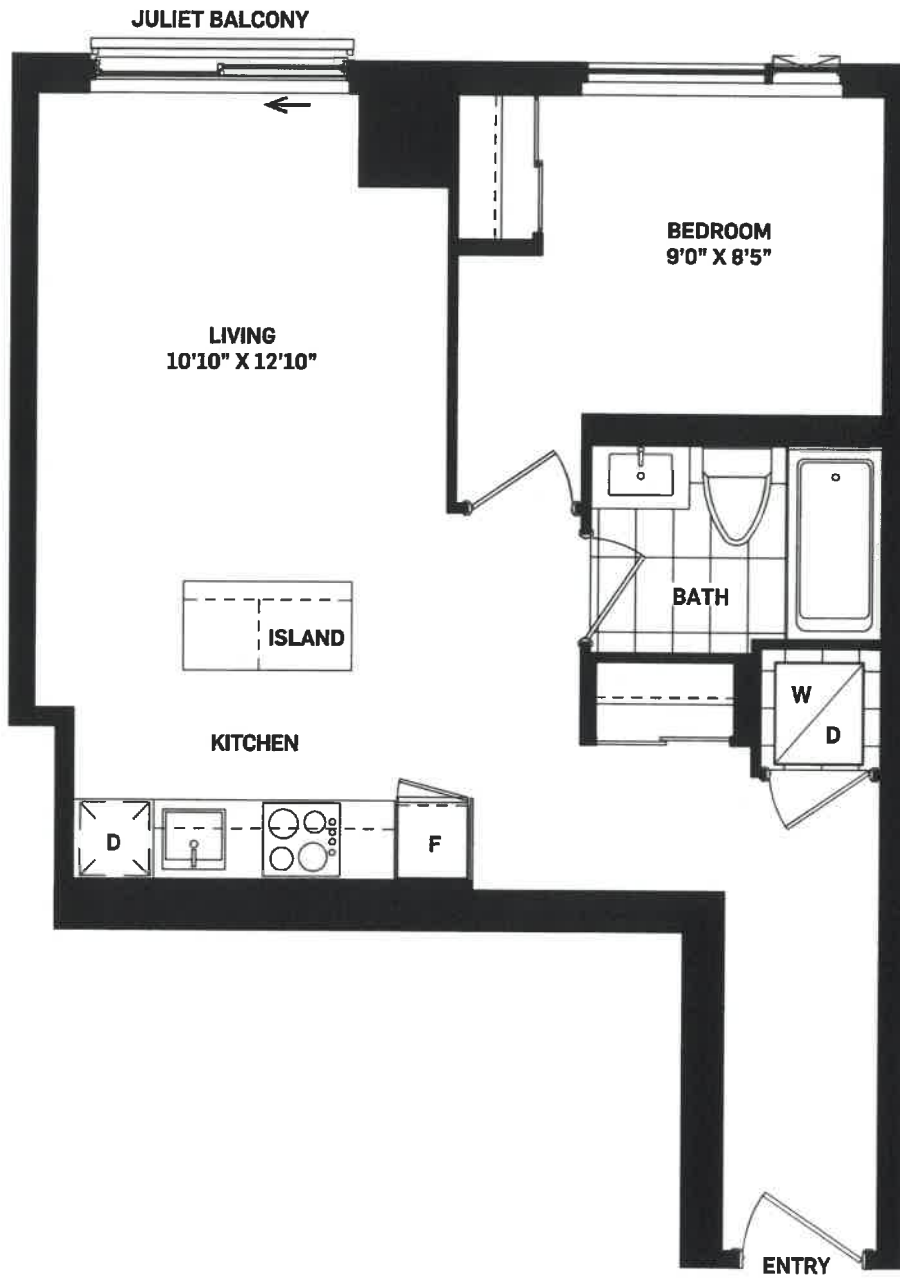 JULIET BALCONY
BEDROOM
9'0" X 8'5"
LIVING
10'10" X 12'10"
ISLAND
BATH
W
D
KITCHEN
D
F
ENTRY